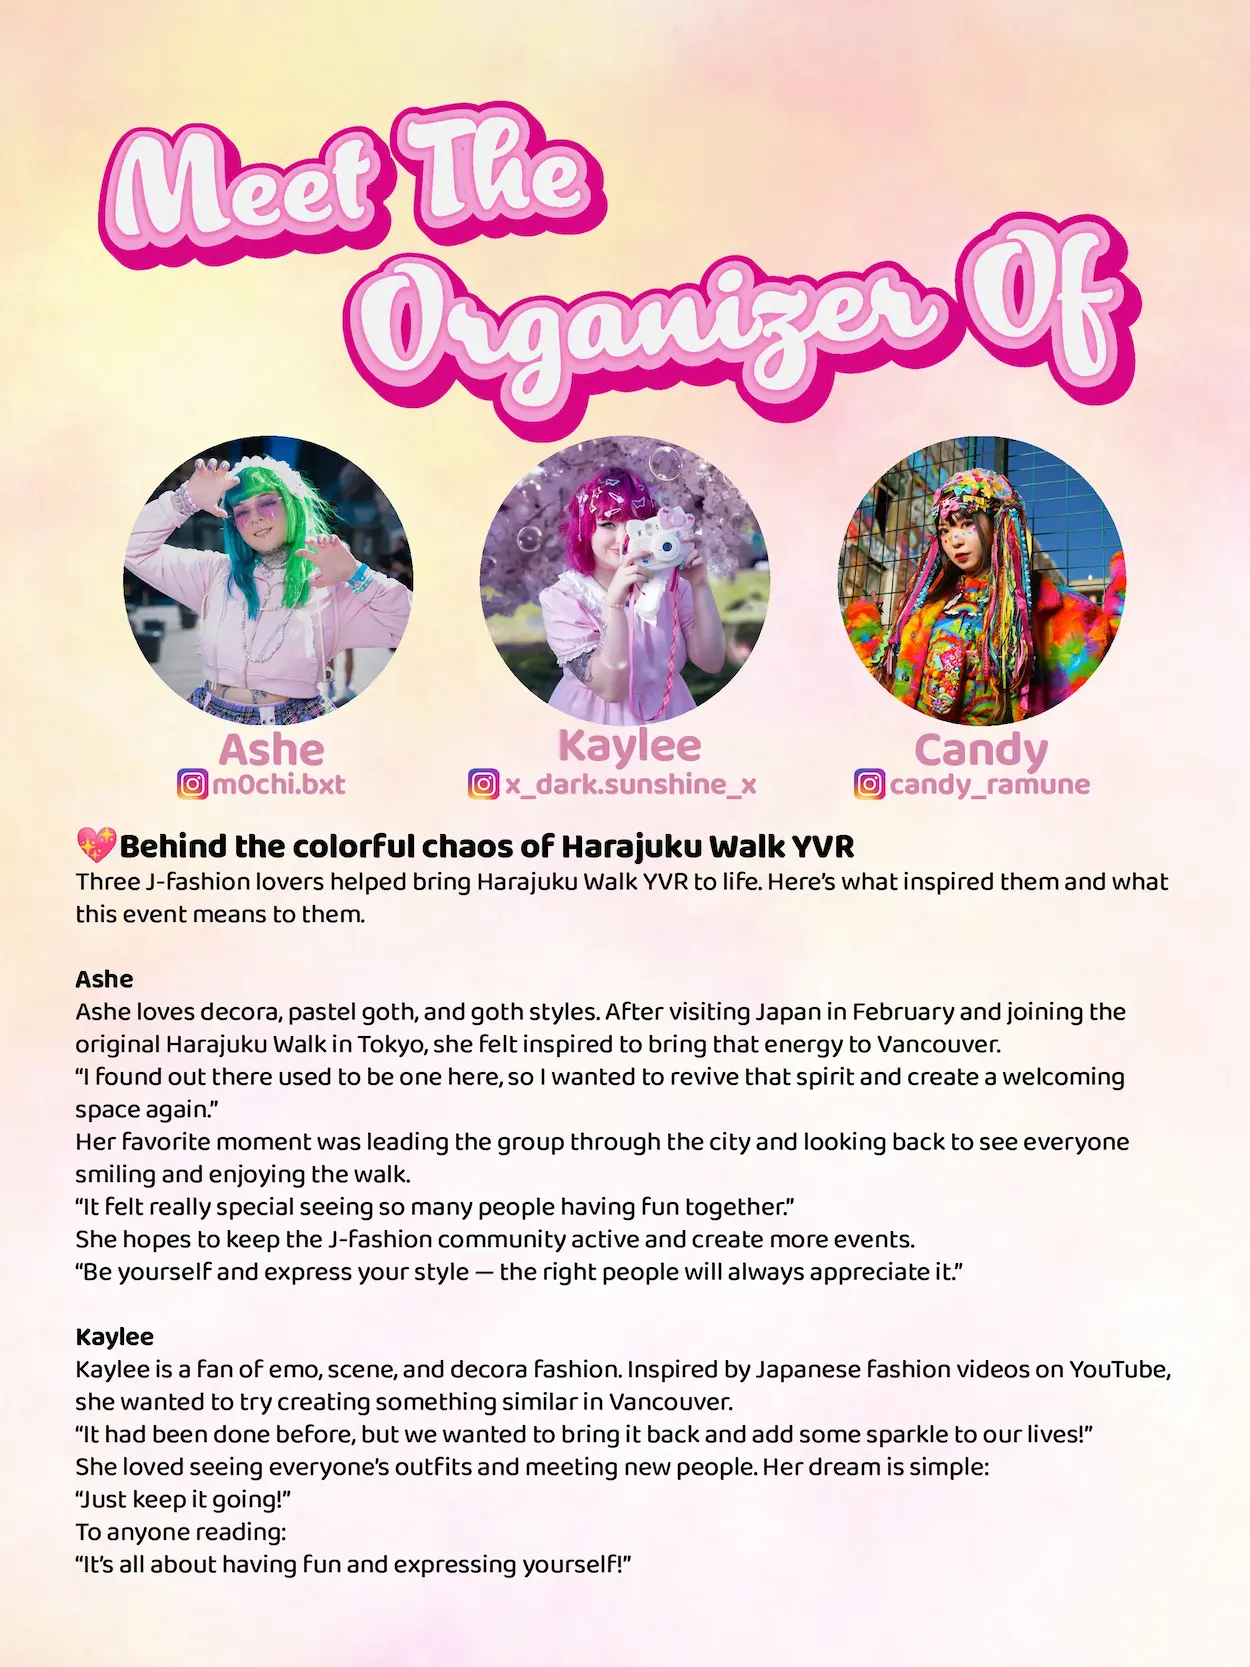 Meet The
Organizer Of
Ashe
m0chi.bxt
Kaylee
x_dark.sunshine_x
Candy
candy_ramune
💖Behind the colorful chaos of Harajuku Walk YVR
Three J-fashion lovers helped bring Harajuku Walk YVR to life. Here’s what inspired them and what
this event means to them.
Ashe
Ashe loves decora, pastel goth, and goth styles. After visiting Japan in February and joining the
original Harajuku Walk in Tokyo, she felt inspired to bring that energy to Vancouver.
“I found out there used to be one here, so I wanted to revive that spirit and create a welcoming
space again.”
Her favorite moment was leading the group through the city and looking back to see everyone
smiling and enjoying the walk.
“It felt really special seeing so many people having fun together.”
She hopes to keep the J-fashion community active and create more events.
“Be yourself and express your style — the right people will always appreciate it.”
Kaylee
Kaylee is a fan of emo, scene, and decora fashion. Inspired by Japanese fashion videos on YouTube,
she wanted to try creating something similar in Vancouver.
“It had been done before, but we wanted to bring it back and add some sparkle to our lives!”
She loved seeing everyone’s outfits and meeting new people. Her dream is simple:
“Just keep it going!”
To anyone reading:
“It’s all about having fun and expressing yourself!”